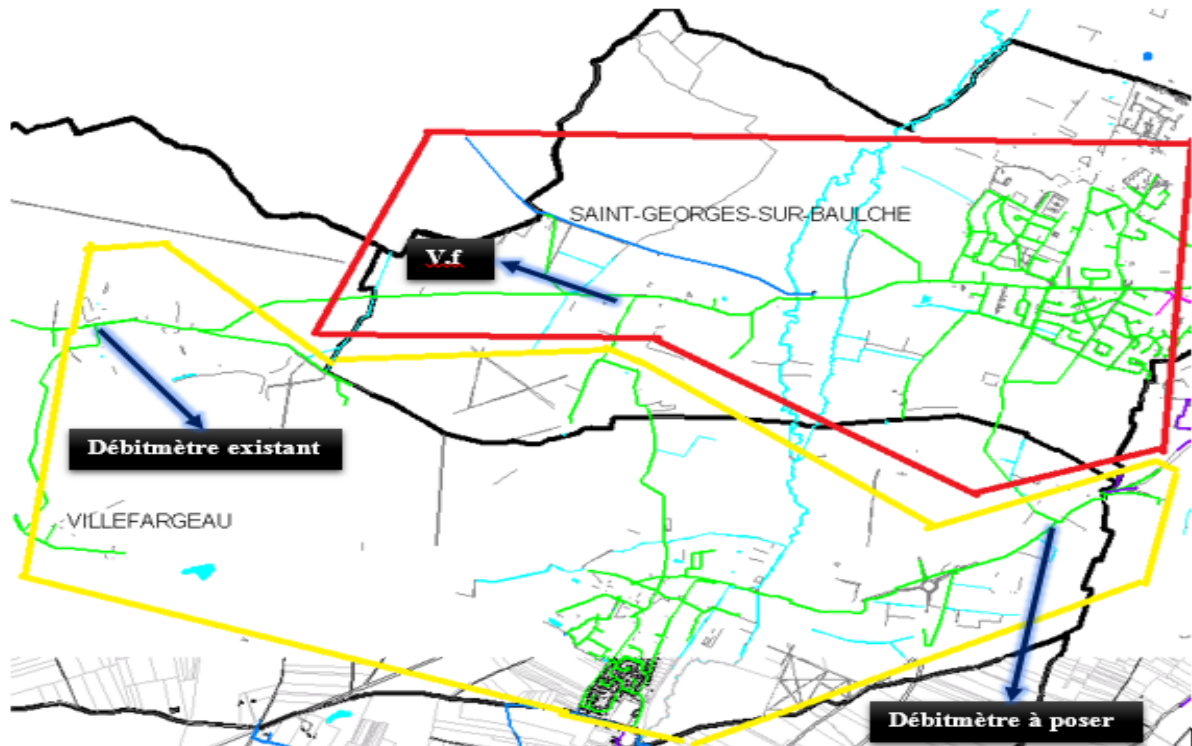 SAINT-GEORGES-SUR-BAULCHE
V.f
Débitmètre existant
VILLEFARGEAU
Débitmètre à poser